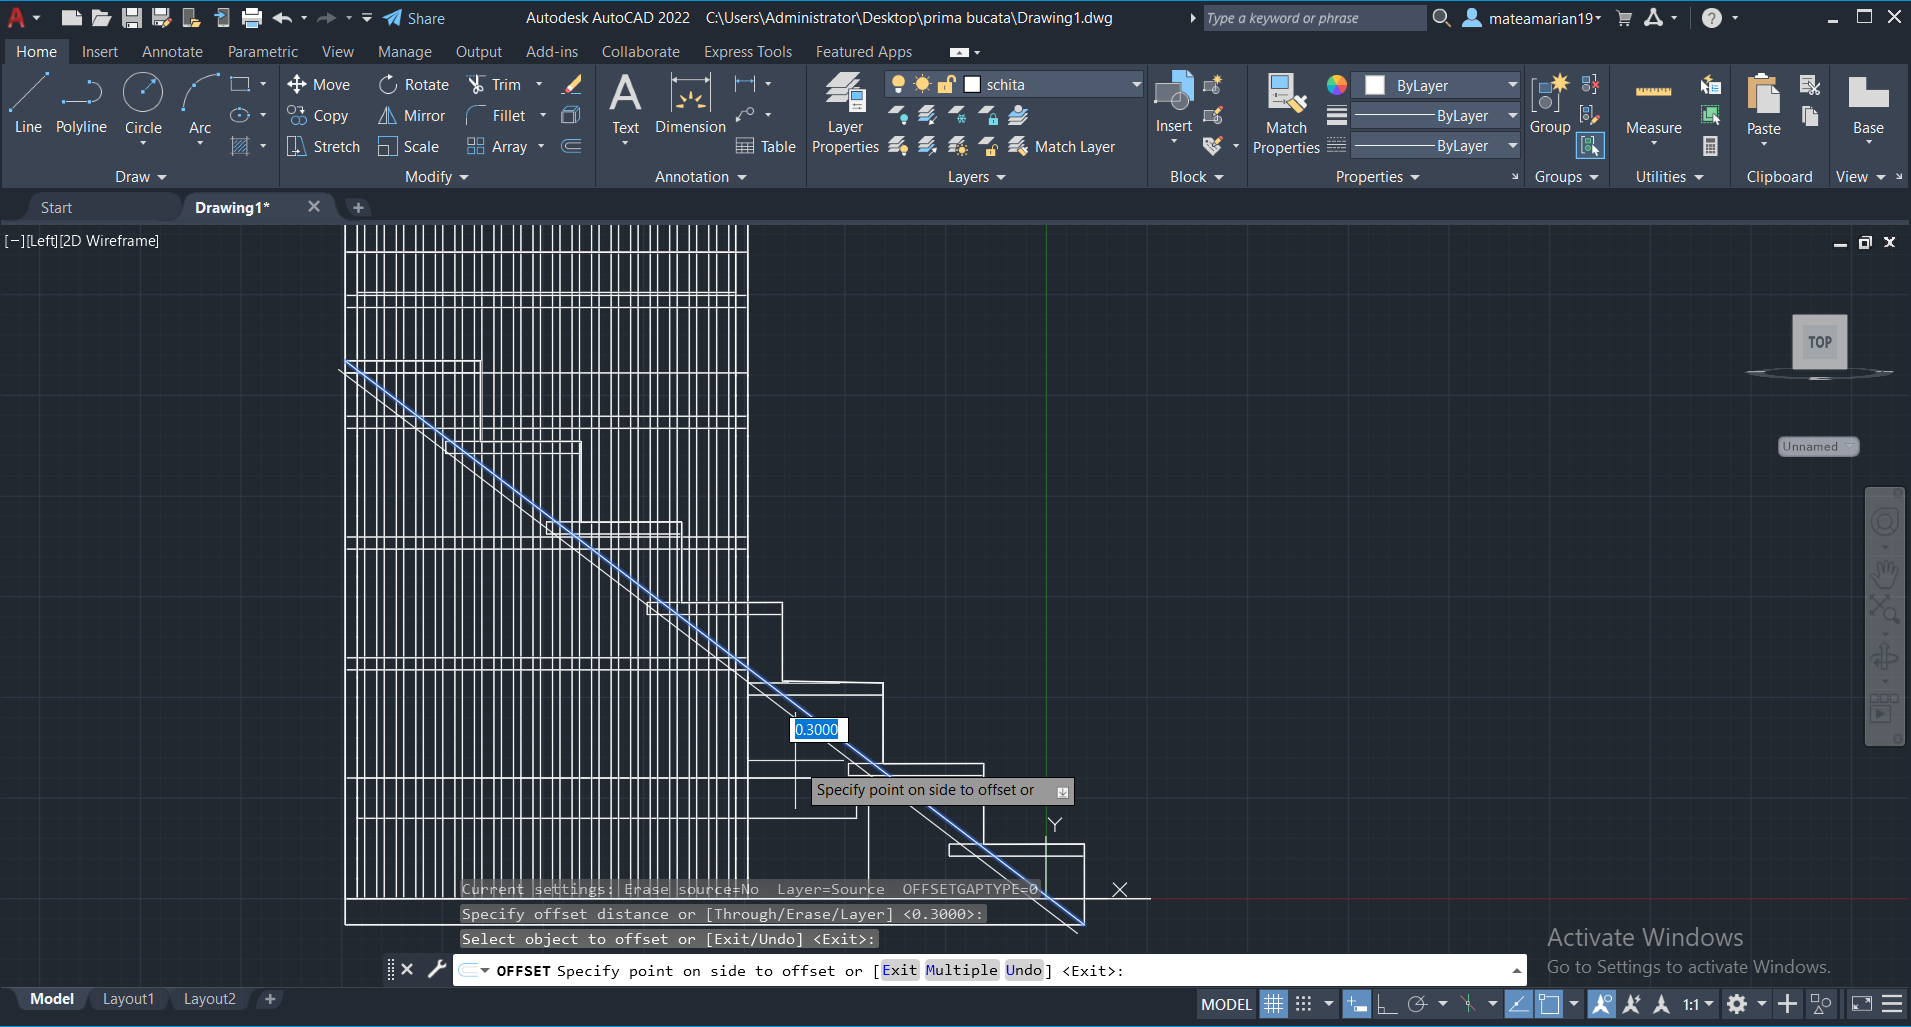 Share
Autodesk AutoCAD 2022 C:\Users\Administrator\Desktop\prima bucata\Drawing1.dwg
Type a keyword or phrase
mateamarian19
Home Insert Annotate Parametric View Manage Output Add-ins Collaborate Express Tools Featured Apps
Line Polyline Circle Arc
Move Rotate Trim
Copy Mirror Fillet
Stretch Scale Array
Text Dimension Table
Layer Properties
schita
Match Layer
Insert
Match Properties
ByLayer
ByLayer
ByLayer
Group
Measure
Paste
Base
Draw Modify Annotation Layers Block Properties Groups Utilities Clipboard View
Start Drawing1*
[−][Left][2D Wireframe]
TOP
Unnamed
0.3000
Specify point on side to offset or
Y
X
Current settings: Erase source=No Layer=Source OFFSETGAPTYPE=0
Specify offset distance or [Through/Erase/Layer] <0.3000>:
Select object to offset or [Exit/Undo] <Exit>:
OFFSET Specify point on side to offset or [Exit Multiple Undo] <Exit>:
Activate Windows
Go to Settings to activate Windows.
Model Layout1 Layout2
MODEL
1:1